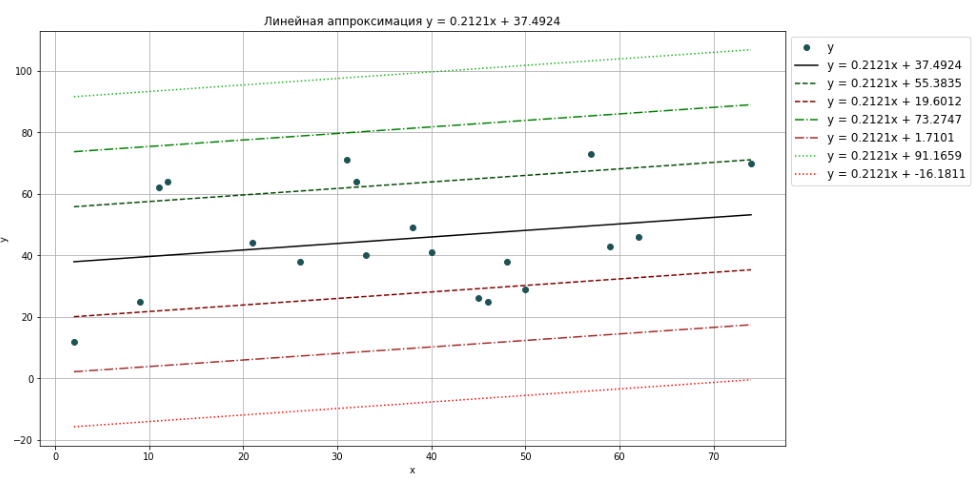 Линейная аппроксимация y = 0.2121x + 37.4924
y
100
80
60
40
20
0
−20
0
10
20
30
40
50
60
70
x
y
y = 0.2121x + 37.4924
y = 0.2121x + 55.3835
y = 0.2121x + 19.6012
y = 0.2121x + 73.2747
y = 0.2121x + 1.7101
y = 0.2121x + 91.1659
y = 0.2121x + -16.1811